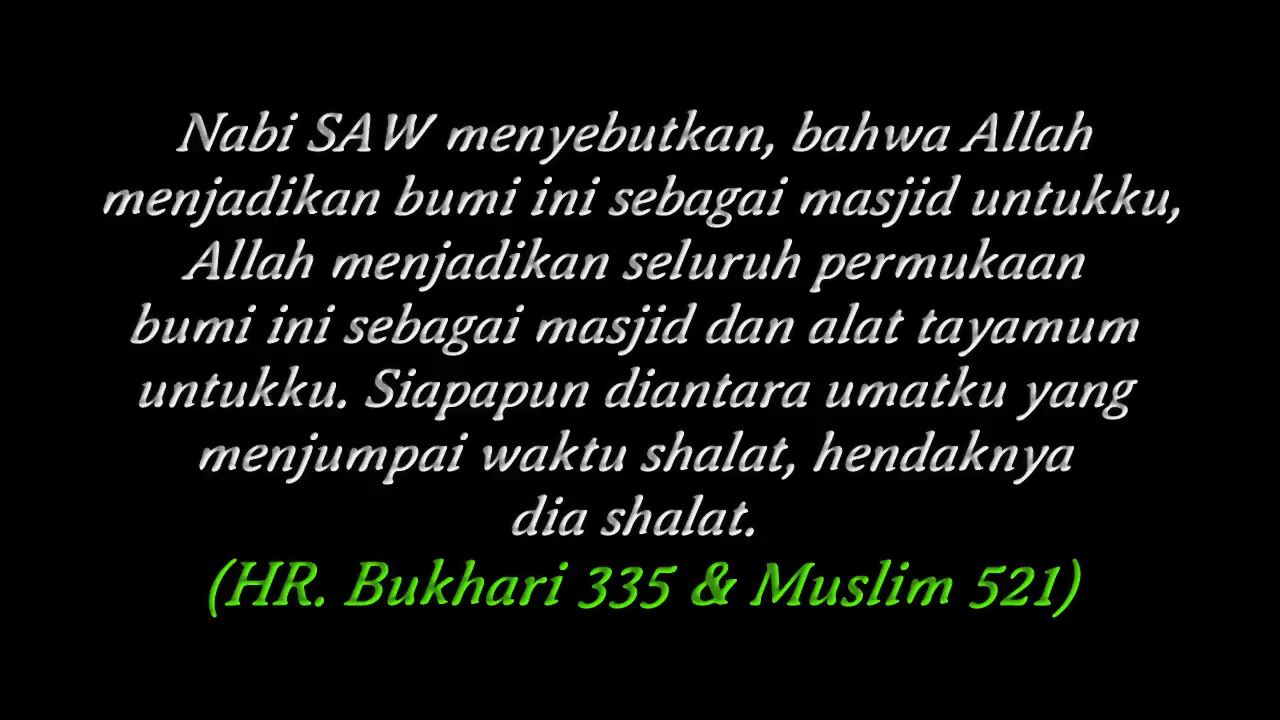 Nabi SAW menyebutkan, bahwa Allah
menjadikan bumi ini sebagai masjid untukku,
Allah menjadikan seluruh permukaan
bumi ini sebagai masjid dan alat tayamum
untukku. Siapapun diantara umatku yang
menjumpai waktu shalat, hendaknya
dia shalat.
(HR. Bukhari 335 & Muslim 521)